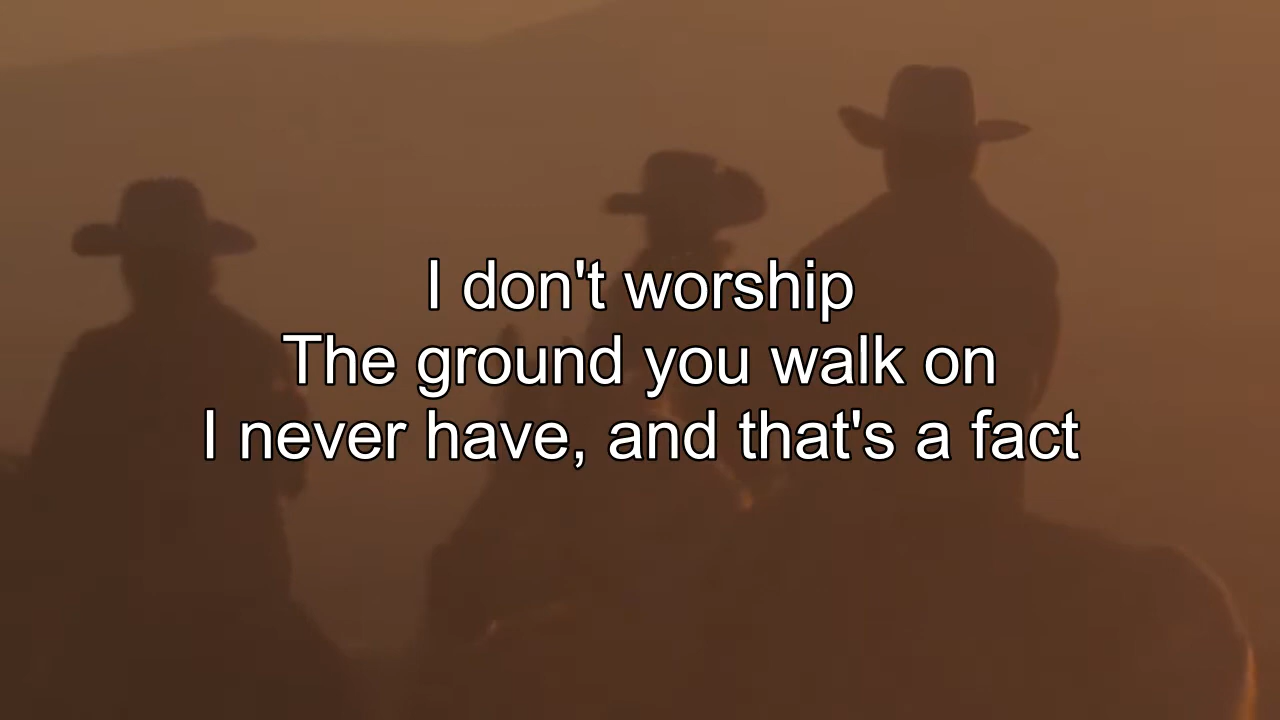 I don't worship
The ground you walk on
I never have, and that's a fact